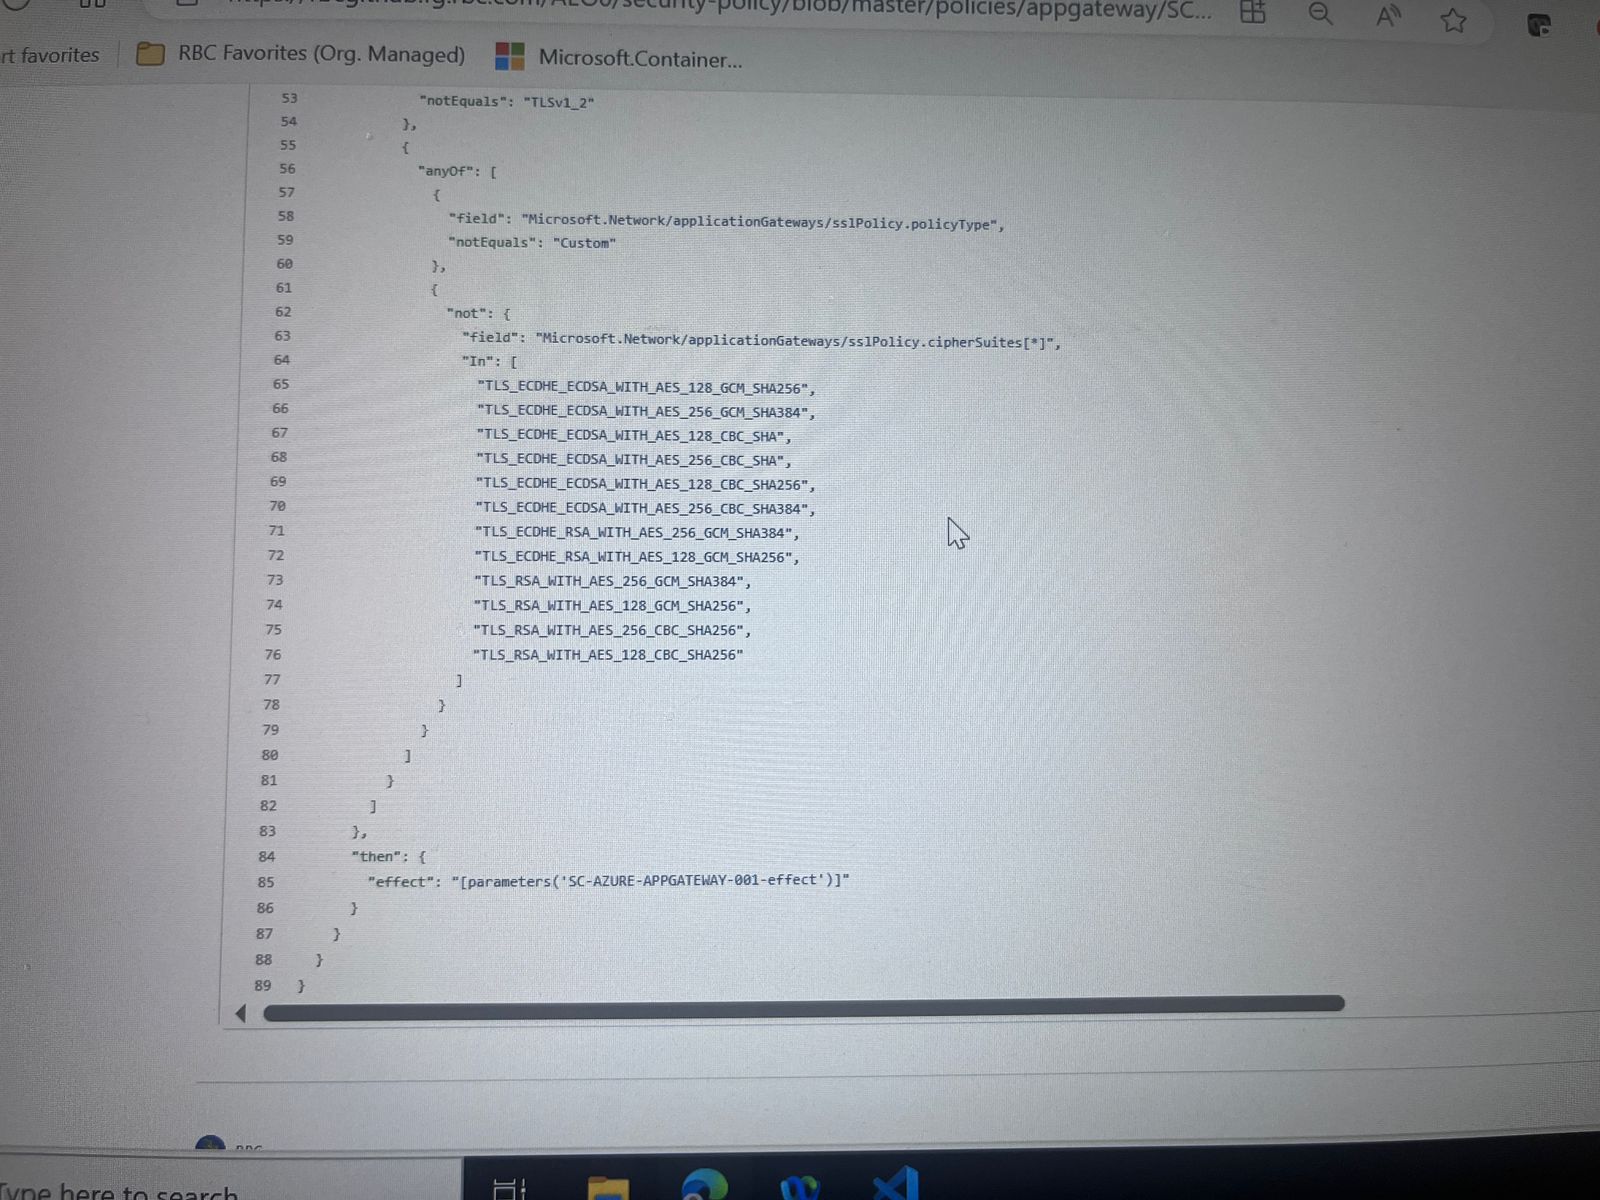 security-policy/blob/master/policies/appgateway/SC...
rt favorites
RBC Favorites (Org. Managed)
Microsoft.Container...
53 "notEquals": "TLSv1_2"
54 },
55 {
56 "anyOf": [
57 {
58 "field": "Microsoft.Network/applicationGateways/sslPolicy.policyType",
59 "notEquals": "Custom"
60 },
61 {
62 "not": {
63 "field": "Microsoft.Network/applicationGateways/sslPolicy.cipherSuites[*]",
64 "In": [
65 "TLS_ECDHE_ECDSA_WITH_AES_128_GCM_SHA256",
66 "TLS_ECDHE_ECDSA_WITH_AES_256_GCM_SHA384",
67 "TLS_ECDHE_ECDSA_WITH_AES_128_CBC_SHA",
68 "TLS_ECDHE_ECDSA_WITH_AES_256_CBC_SHA",
69 "TLS_ECDHE_ECDSA_WITH_AES_128_CBC_SHA256",
70 "TLS_ECDHE_ECDSA_WITH_AES_256_CBC_SHA384",
71 "TLS_ECDHE_RSA_WITH_AES_256_GCM_SHA384",
72 "TLS_ECDHE_RSA_WITH_AES_128_GCM_SHA256",
73 "TLS_RSA_WITH_AES_256_GCM_SHA384",
74 "TLS_RSA_WITH_AES_128_GCM_SHA256",
75 "TLS_RSA_WITH_AES_256_CBC_SHA256",
76 "TLS_RSA_WITH_AES_128_CBC_SHA256"
77 ]
78 }
79 }
80 ]
81 }
82 ]
83 },
84 "then": {
85 "effect": "[parameters('SC-AZURE-APPGATEWAY-001-effect')]"
86 }
87 }
88 }
89 }
Type here to search